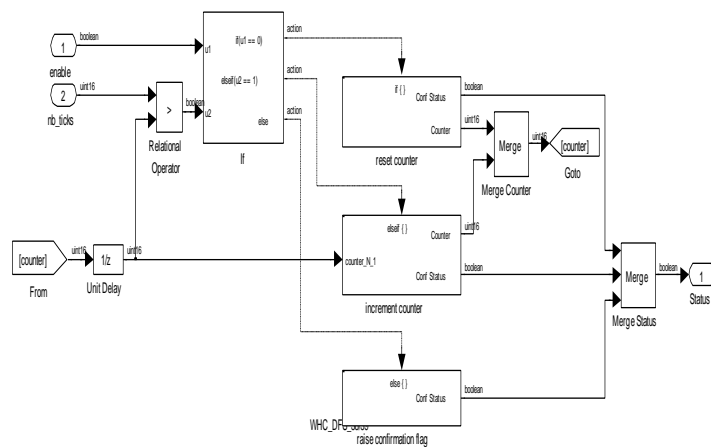 1
boolean
enable
2
uint16
nb_ticks
>
Relational
Operator
boolean
u1
u2
if(u1 == 0)
elseif(u2 == 1)
else
If
action
action
action
if { }
Conf Status
Counter
reset counter
boolean
uint16
Merge
Merge Counter
uint16
[counter]
Goto
[counter]
From
uint16
1/z
Unit Delay
uint16
elseif { }
counter_N_1
Counter
Conf Status
increment counter
uint16
boolean
Merge
Merge Status
boolean
1
Status
else { }
Conf Status
raise confirmation flag
boolean